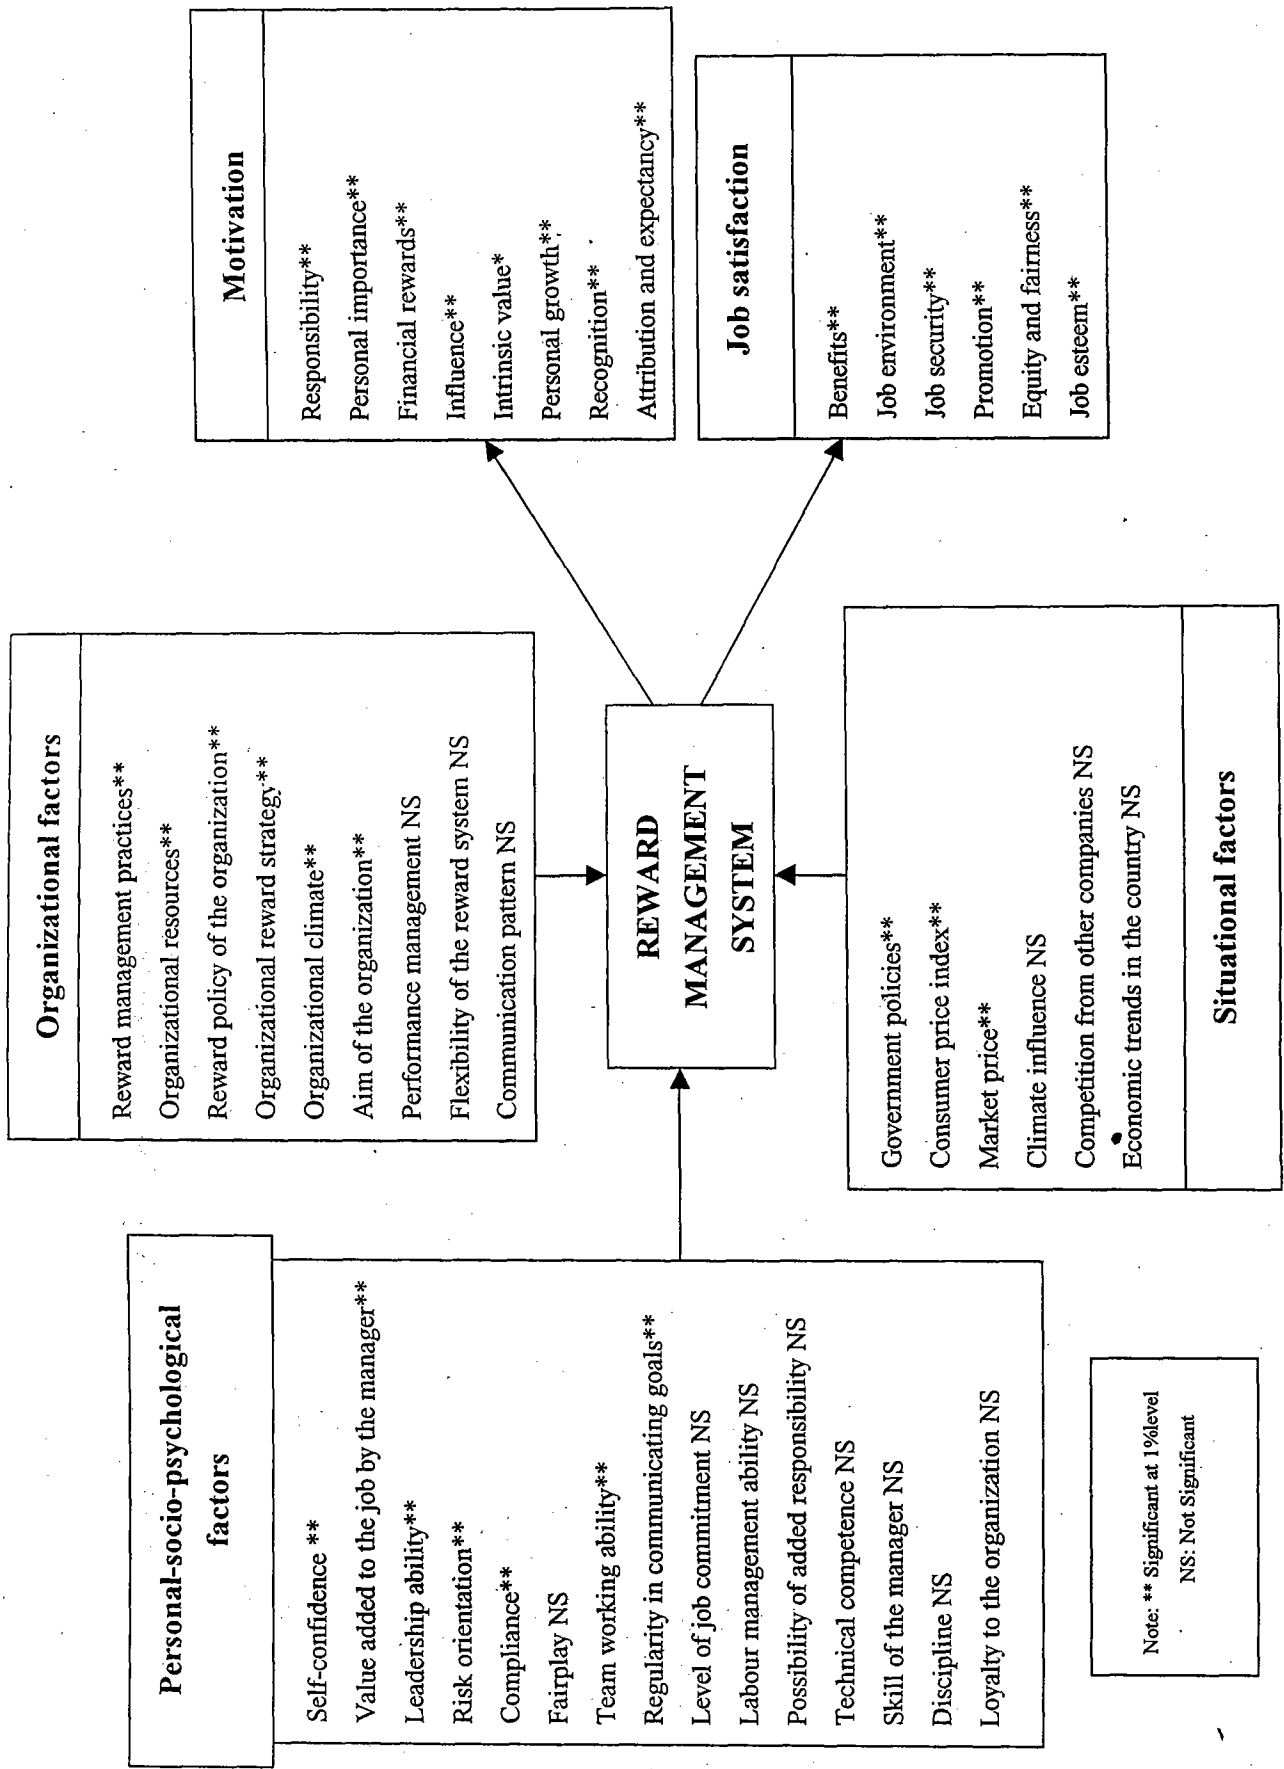 Personal-socio-psychological
factors
Self-confidence **
Value added to the job by the manager**
Leadership ability**
Risk orientation**
Compliance**
Fairplay NS
Team working ability**
Regularity in communicating goals**
Level of job commitment NS
Labour management ability NS
Possibility of added responsibility NS
Technical competence NS
Skill of the manager NS
Discipline NS
Loyalty to the organization NS
Organizational factors
Reward management practices**
Organizational resources**
Reward policy of the organization**
Organizational reward strategy**
Organizational climate**
Aim of the organization**
Performance management NS
Flexibility of the reward system NS
Communication pattern NS
REWARD
MANAGEMENT
SYSTEM
Government policies**
Consumer price index**
Market price**
Climate influence NS
Competition from other companies NS
Economic trends in the country NS
Situational factors
Motivation
Responsibility**
Personal importance**
Financial rewards**
Influence**
Intrinsic value*
Personal growth**
Recognition**
Attribution and expectancy**
Job satisfaction
Benefits**
Job environment**
Job security**
Promotion**
Equity and fairness**
Job esteem**
Note: ** Significant at 1%level
NS: Not Significant